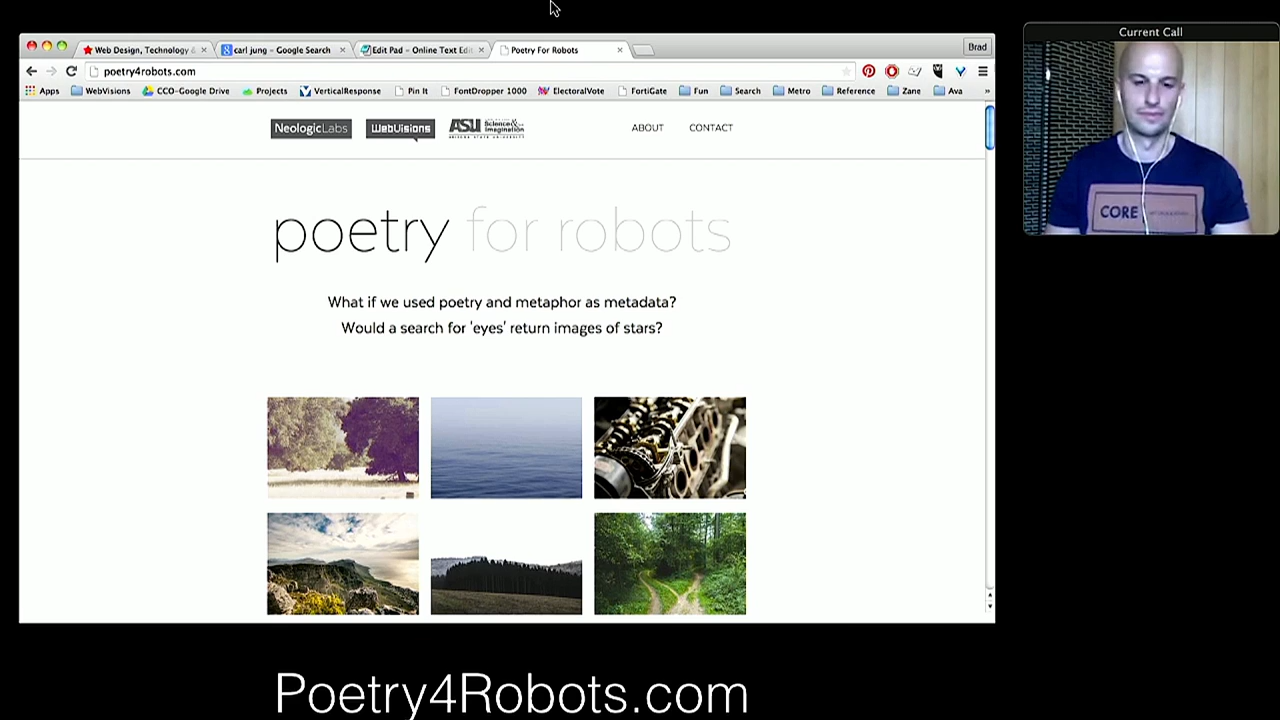 Current Call
Web Design, Technology &
carl jung - Google Search
Edit Pad - Online Text Edit
Poetry For Robots
Brad
poetry4robots.com
Apps
WebVisions
CCO-Google Drive
Projects
VerticalResponse
Pin It
FontDropper 1000
ElectoralVote
FortiGate
Fun
Search
Metro
Reference
Zane
Ava
»
NeologicLabs
WebVisions
ASU Science & Imagination
ABOUT
CONTACT
CORE
poetry for robots
What if we used poetry and metaphor as metadata?
Would a search for 'eyes' return images of stars?
Poetry4Robots.com